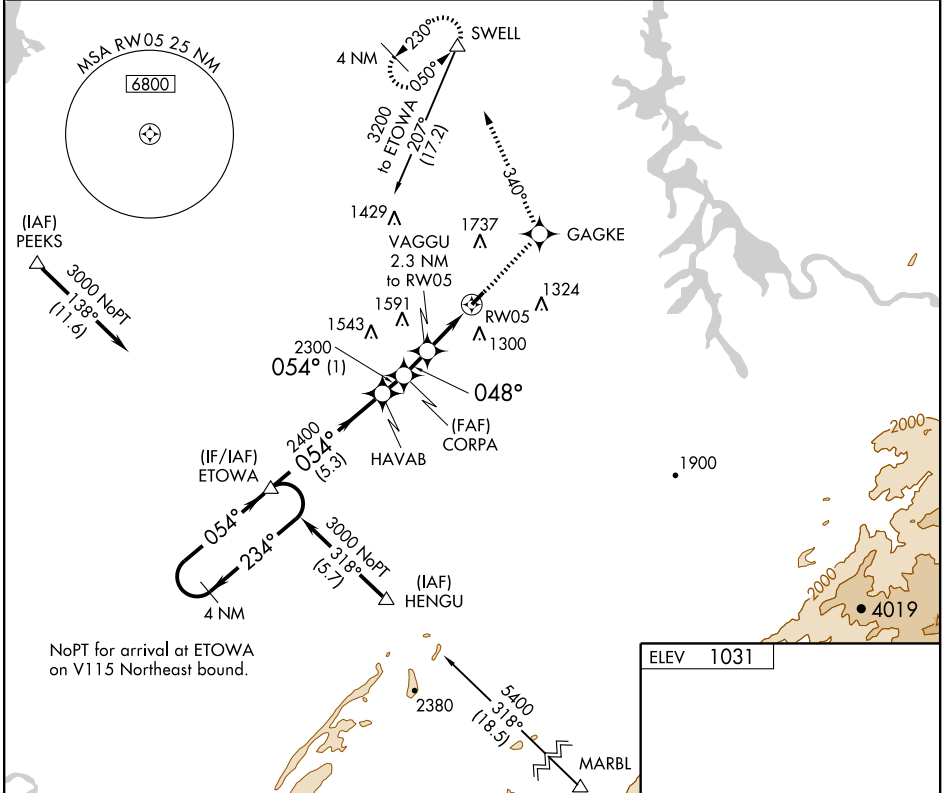 MSA RW05 25 NM
6800
SWELL
4 NM
230°
050°
3200
to ETOWA
207°
(17.2)
340°
(IAF)
PEEKS
3000 NoPT
138°
(11.6)
1429
1737
GAGKE
VAGGU
2.3 NM
to RW05
1591
1543
1324
RW05
1300
2300
054° (1)
048°
(FAF)
CORPA
HAVAB
2400
054°
(5.3)
(IF/IAF)
ETOWA
054°
234°
4 NM
3000 NoPT
318°
(5.7)
(IAF)
HENGU
1900
2000
2000
4019
NoPT for arrival at ETOWA
on V115 Northeast bound.
2380
5400
318°
(18.5)
MARBL
ELEV 1031